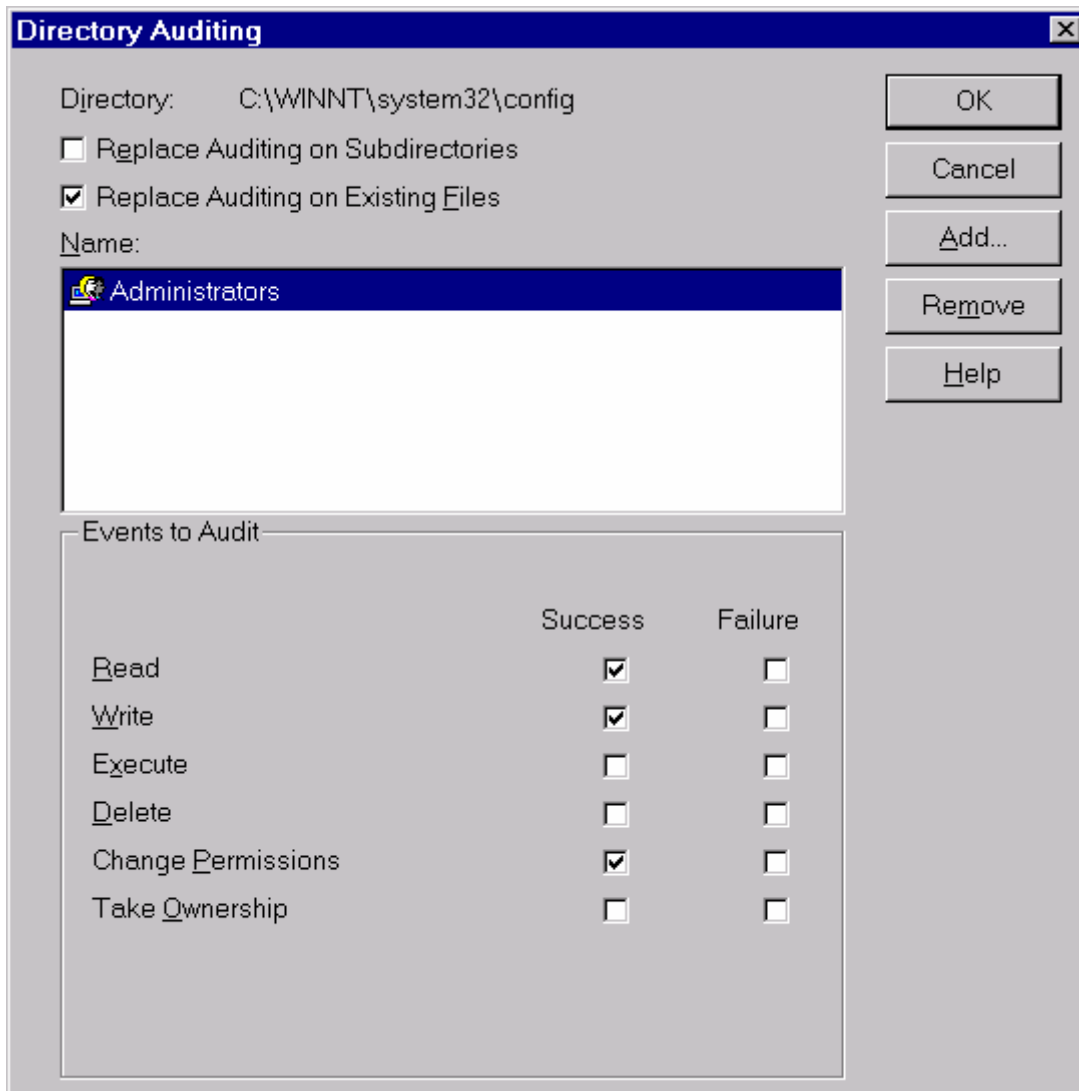 Directory Auditing
Directory: C:\WINNT\system32\config
Replace Auditing on Subdirectories
Replace Auditing on Existing Files
Name:
Administrators
OK
Cancel
Add...
Remove
Help
Events to Audit
Success Failure
Read
Write
Execute
Delete
Change Permissions
Take Ownership